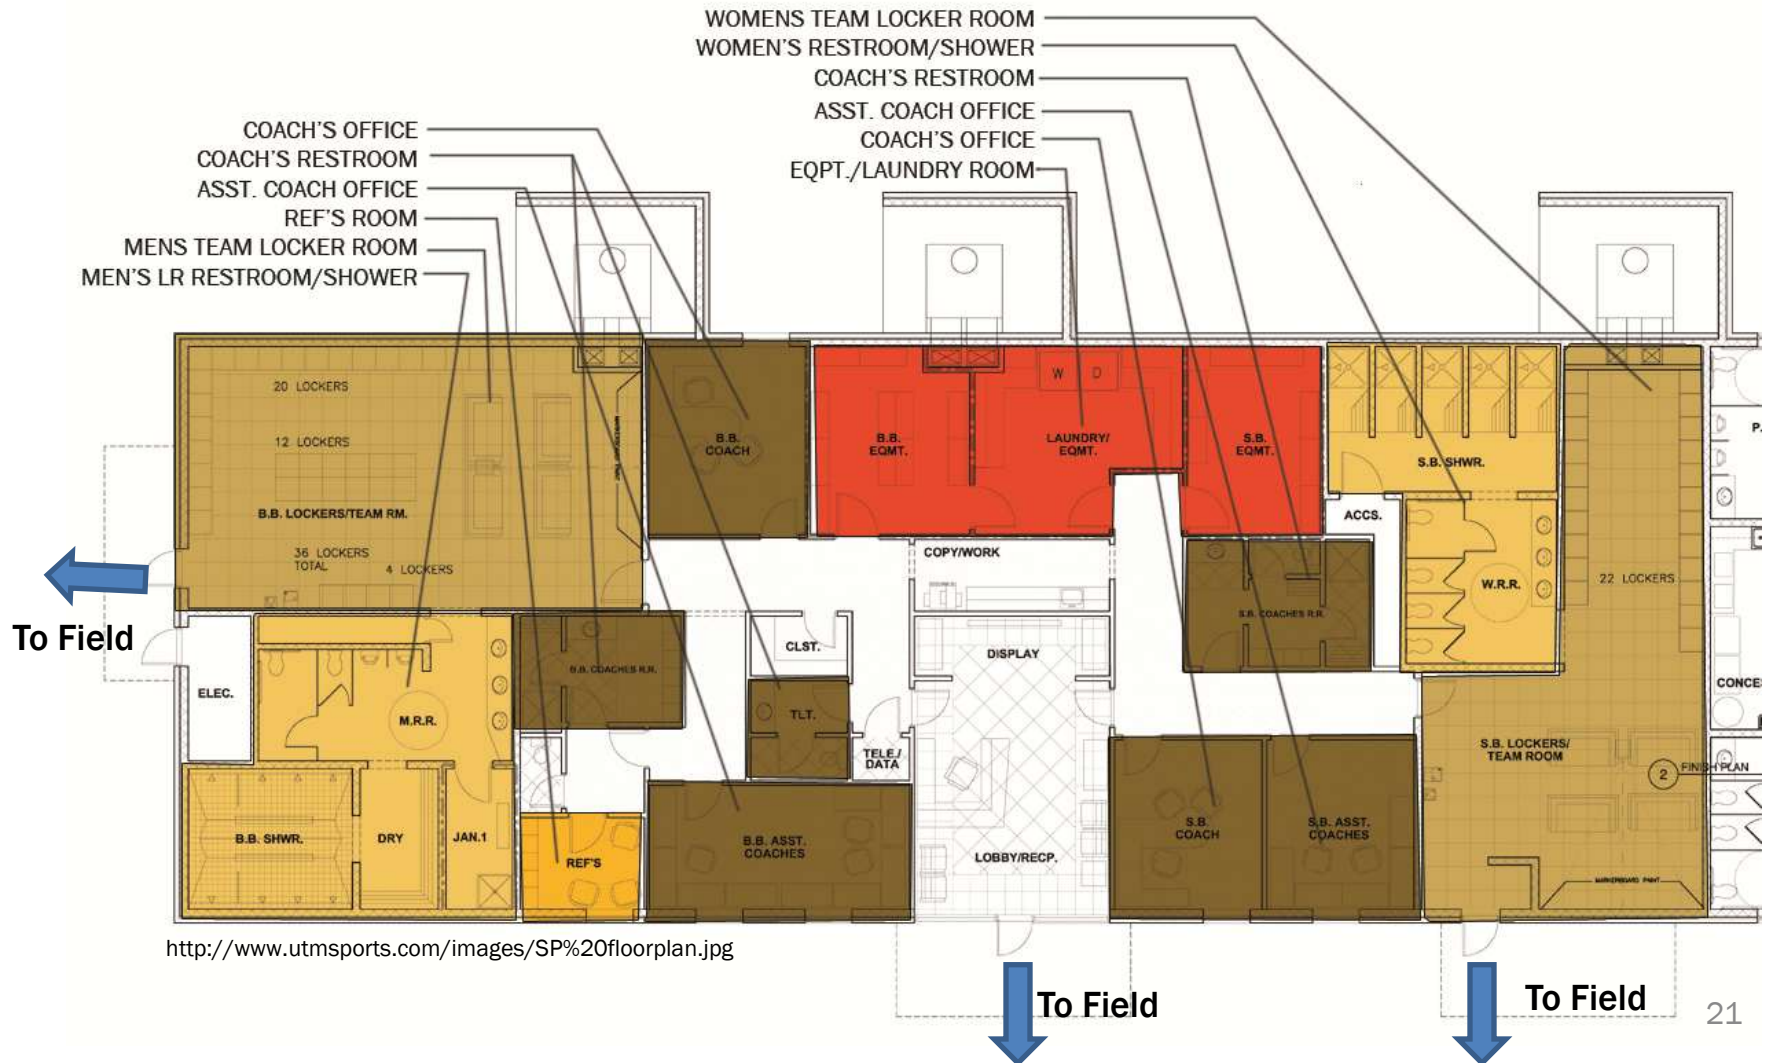 WOMENS TEAM LOCKER ROOM
WOMEN'S RESTROOM/SHOWER
COACH'S RESTROOM
ASST. COACH OFFICE
COACH'S OFFICE
EQPT./LAUNDRY ROOM
COACH'S OFFICE
COACH'S RESTROOM
ASST. COACH OFFICE
REF'S ROOM
MENS TEAM LOCKER ROOM
MEN'S LR RESTROOM/SHOWER
20 LOCKERS
12 LOCKERS
B.B. LOCKERS/TEAM RM.
36 LOCKERS
TOTAL
4 LOCKERS
B.B.
COACH
B.B.
EQMT.
W D
LAUNDRY/
EQMT.
S.B.
EQMT.
S.B. SHWR.
ACCS.
W.R.R.
22 LOCKERS
P.
COPY/WORK
S.B. COACHES R.R.
To Field
ELEC.
M.R.R.
B.B. COACHES R.R.
CLST.
TLT.
TELE./
DATA
DISPLAY
CONCE
S.B. LOCKERS/
TEAM ROOM
2 FINISH PLAN
B.B. SHWR.
DRY
JAN.1
REF'S
B.B. ASST.
COACHES
LOBBY/RECP.
S.B.
COACH
S.B. ASST.
COACHES
MARKERBOARD PAINT
http://www.utmsports.com/images/SP%20floorplan.jpg
To Field
To Field
21